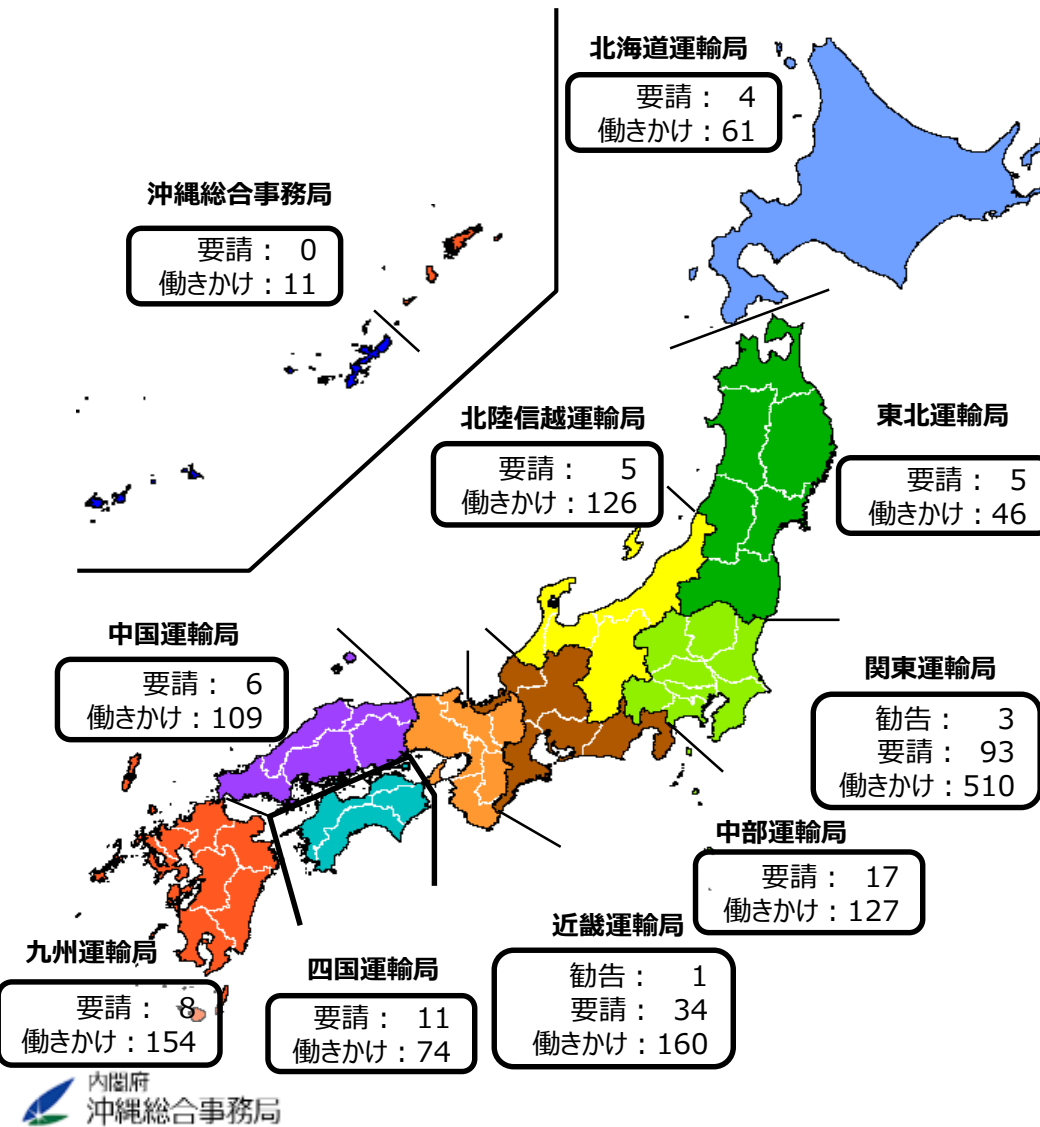 北海道運輸局
要請： 4
働きかけ：61
沖縄総合事務局
要請： 0
働きかけ：11
北陸信越運輸局
要請： 5
働きかけ：126
東北運輸局
要請： 5
働きかけ：46
中国運輸局
要請： 6
働きかけ：109
関東運輸局
勧告： 3
要請： 93
働きかけ：510
中部運輸局
要請： 17
働きかけ：127
近畿運輸局
勧告： 1
要請： 34
働きかけ：160
九州運輸局
要請： 8
働きかけ：154
四国運輸局
要請： 11
働きかけ：74
内閣府
沖縄総合事務局